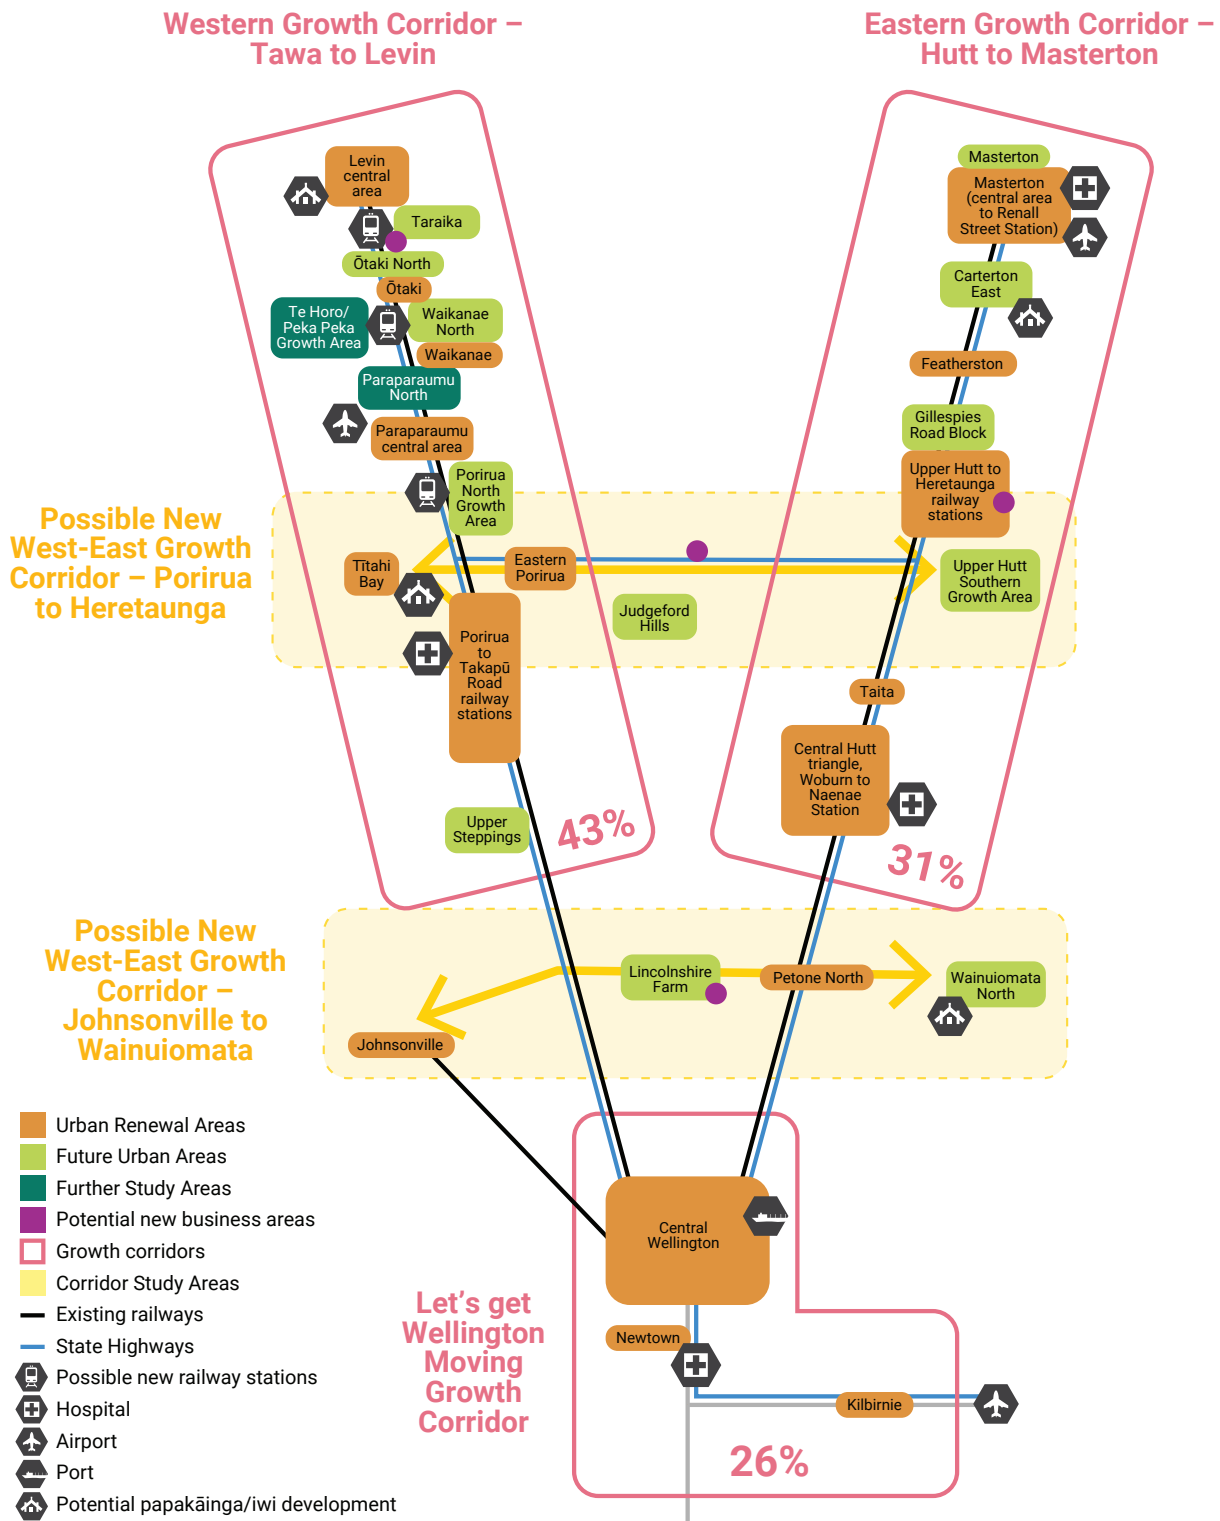 Western Growth Corridor –
Tawa to Levin
Eastern Growth Corridor –
Hutt to Masterton
Levin
central
area
Taraika
Ōtaki North
Ōtaki
Te Horo/
Peka Peka
Growth Area
Waikanae
North
Waikanae
Paraparaumu
North
Paraparaumu
central area
Porirua
North
Growth
Area
Masterton
Masterton
(central area
to Renall
Street Station)
Carterton
East
Featherston
Gillespies
Road Block
Upper Hutt to
Heretaunga
railway
stations
Possible New
West-East Growth
Corridor – Porirua
to Heretaunga
Tītahi
Bay
Eastern
Porirua
Judgeford
Hills
Upper Hutt
Southern
Growth Area
Porirua
to
Takapū
Road
railway
stations
Taita
Central Hutt
triangle,
Woburn to
Naenae
Station
Upper
Steppings
43%
31%
Possible New
West-East Growth
Corridor –
Johnsonville to
Wainuiomata
Lincolnshire
Farm
Petone North
Wainuiomata
North
Johnsonville
Urban Renewal Areas
Future Urban Areas
Further Study Areas
Potential new business areas
Growth corridors
Corridor Study Areas
Existing railways
State Highways
Possible new railway stations
Hospital
Airport
Port
Potential papakāinga/iwi development
Central
Wellington
Let’s get
Wellington
Moving
Growth
Corridor
Newtown
Kilbirnie
26%